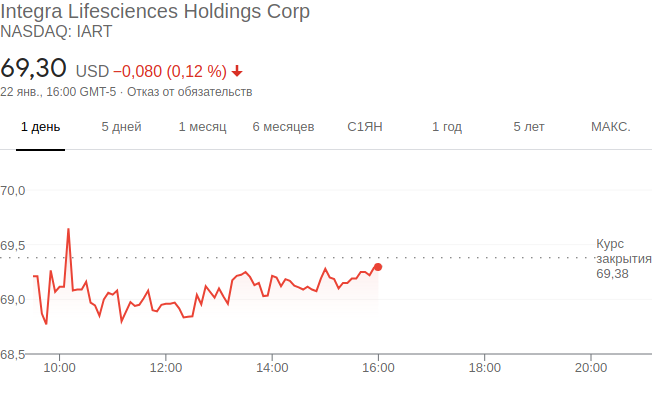 Integra Lifesciences Holdings Corp
NASDAQ: IART
69,30 USD −0,080 (0,12 %)
22 янв., 16:00 GMT-5 · Отказ от обязательств
1 день 5 дней 1 месяц 6 месяцев С1ЯН 1 год 5 лет МАКС.
70,0
69,5
69,0
68,5
Курс
закрытия
69,38
10:00 12:00 14:00 16:00 18:00 20:00